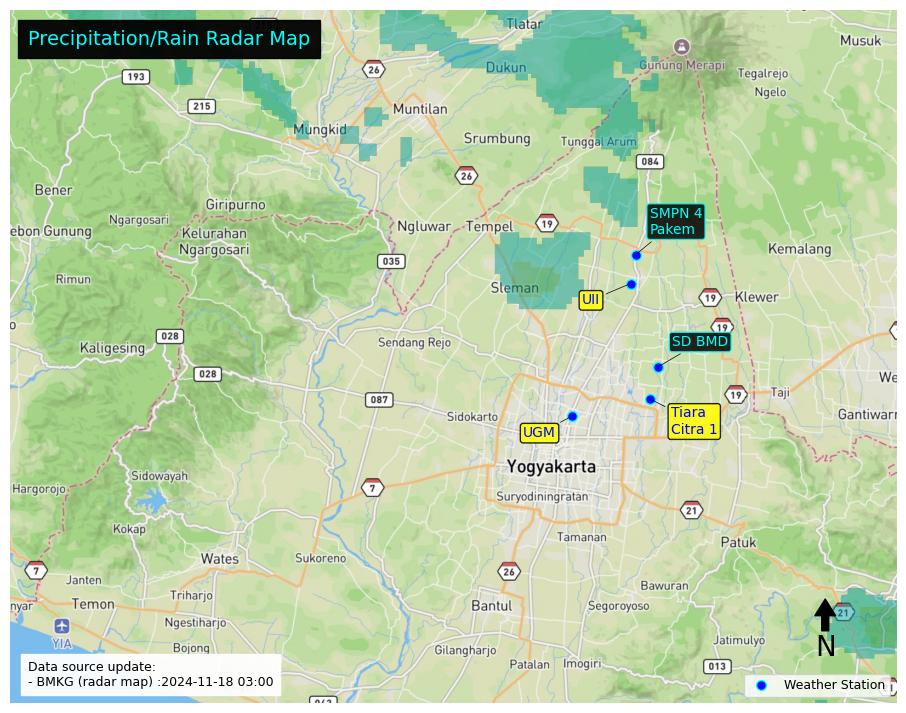 Precipitation/Rain Radar Map
Tlatar
Musuk
26
Dukun
Gunung Merapi
193
Tegalrejo
Ngelo
215
Muntilan
Mungkid
Srumbung
Tunggal Arum
084
26
Bener
Giripurno
SMPN 4
Pakem
Ngargosari
Ngluwar
Tempel
19
ebon Gunung
Kelurahan
Ngargosari
Kemalang
035
Rimun
Sleman
UII
19
Klewer
19
028
Sendang Rejo
SD BMD
Kaligesing
028
We
087
19
Taji
Sidokarto
Tiara
Citra 1
Gantiwarn
UGM
Yogyakarta
Sidowayah
Hargorojo
7
Suryodiningratan
21
Kokap
Tamanan
Patuk
Wates
Sukoreno
7
26
Janten
Bawuran
Triharjo
nyar
Temon
Bantul
Segoroyoso
21
Ngestiharjo
YIA
Jatimulyo
N
Bojong
Gilangharjo
Data source update:
- BMKG (radar map) :2024-11-18 03:00
Patalan
Imogiri
013
Weather Station